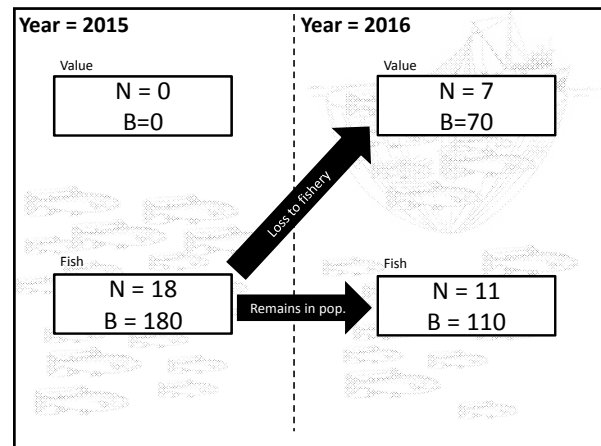 Year = 2015
Year = 2016
Value
N = 0
B=0
Value
N = 7
B=70
Loss to fishery
Fish
N = 18
B = 180
Remains in pop.
Fish
N = 11
B = 110